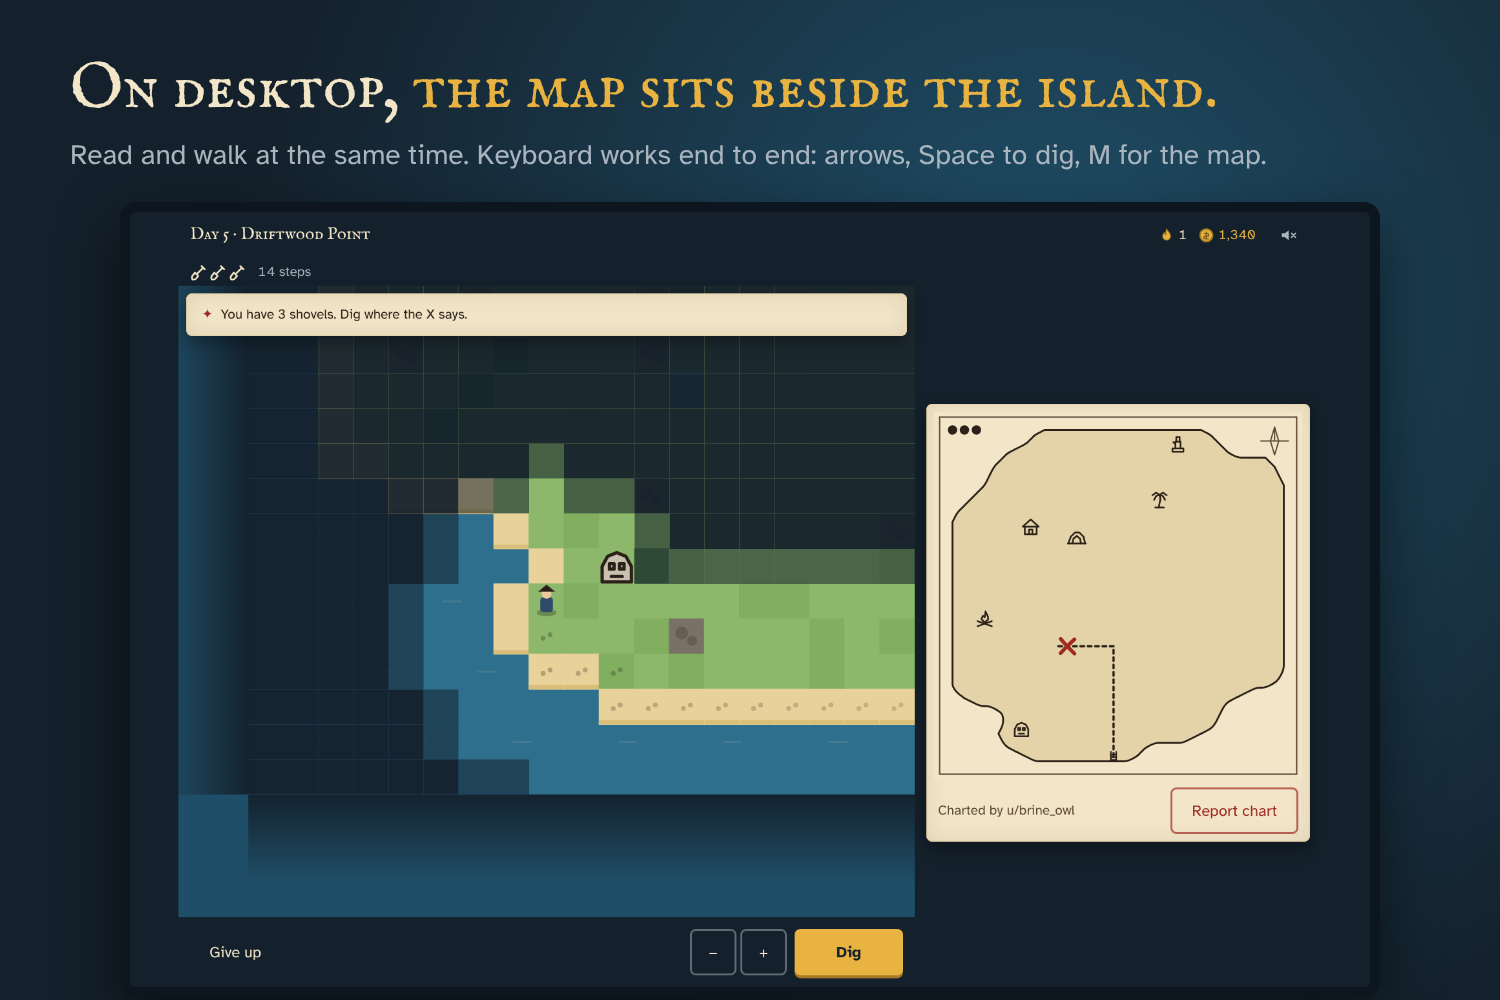 On desktop, the map sits beside the island.
Read and walk at the same time. Keyboard works end to end: arrows, Space to dig, M for the map.
Day 5 · Driftwood Point
1
1,340
14 steps
You have 3 shovels. Dig where the X says.
Charted by u/brine_owl
Report chart
Give up
−
+
Dig